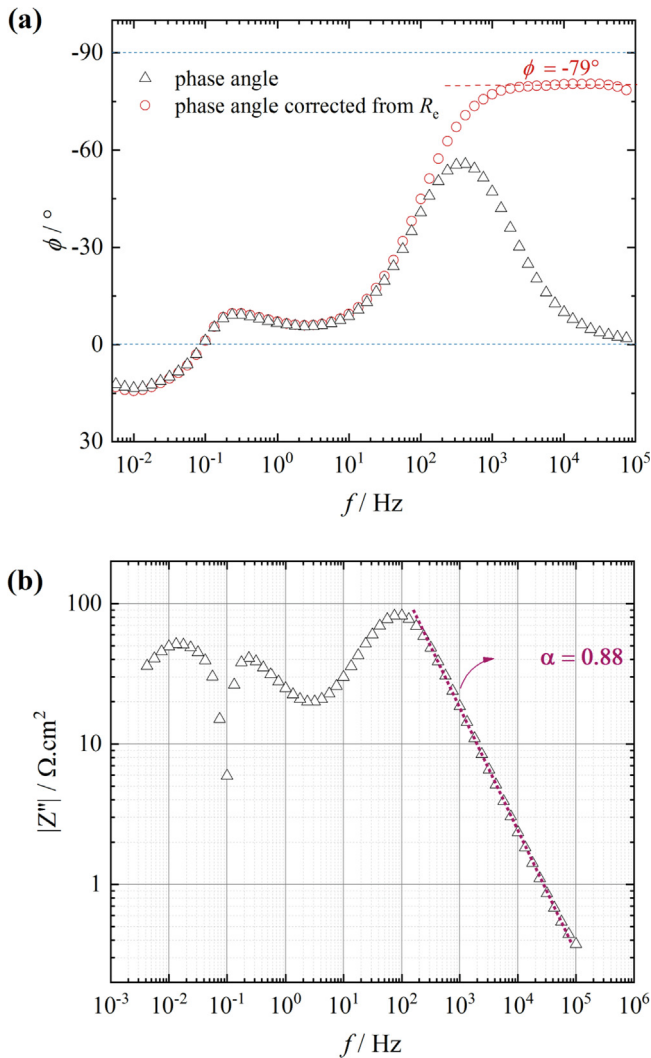 (a)
-90
-60
-30
0
30
ϕ / °
phase angle
phase angle corrected from Rₑ
ϕ = -79°
10⁻² 10⁻¹ 10⁰ 10¹ 10² 10³ 10⁴ 10⁵
f / Hz
(b)
100
10
1
|Z"| / Ω.cm²
α = 0.88
10⁻³ 10⁻² 10⁻¹ 10⁰ 10¹ 10² 10³ 10⁴ 10⁵ 10⁶
f / Hz